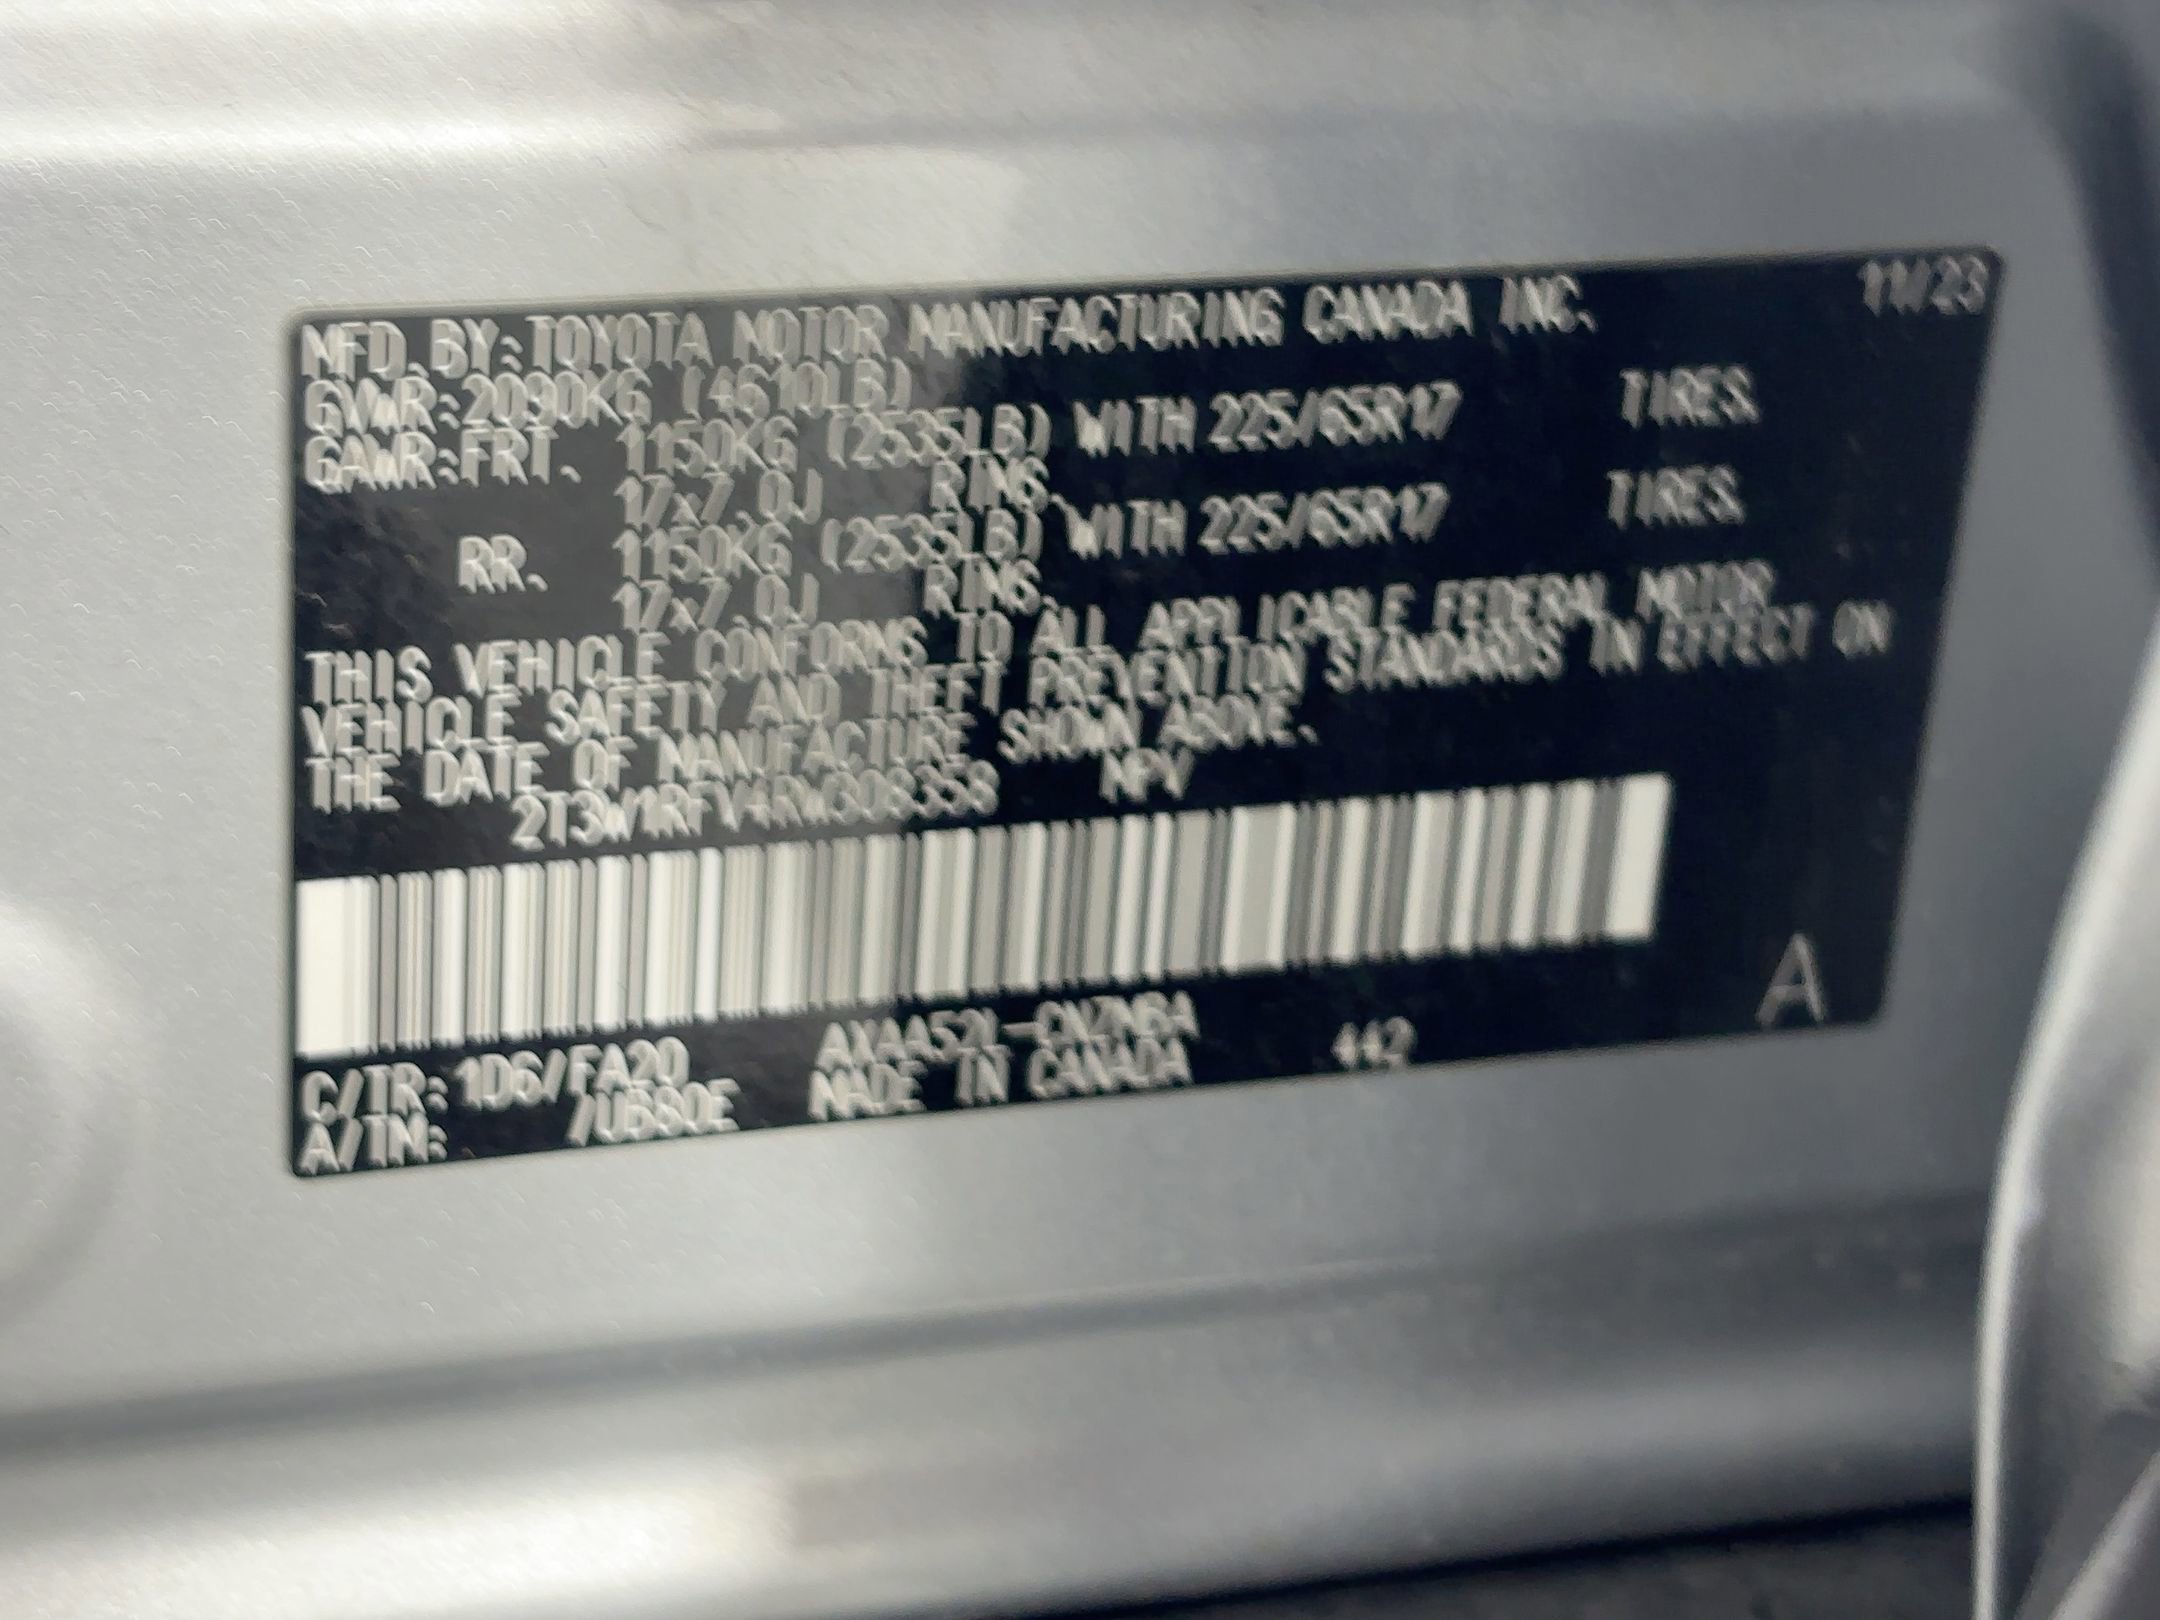 MFD. BY: TOYOTA MOTOR MANUFACTURING CANADA INC. 11/23
GVWR: 2090KG (4610LB)
GAWR: FRT. 1150KG (2535LB) WITH 225/65R17 TIRES
17x7.0J RIMS.
RR. 1150KG (2535LB) WITH 225/65R17 TIRES
17x7.0J RIMS.
THIS VEHICLE CONFORMS TO ALL APPLICABLE FEDERAL MOTOR
VEHICLE SAFETY AND THEFT PREVENTION STANDARDS IN EFFECT ON
THE DATE OF MANUFACTURE SHOWN ABOVE.
2T3W1RFV4RW308358 MPV
C/TR: 1D6/FA20
A/TM: /UB80E MADE IN CANADA 442
A